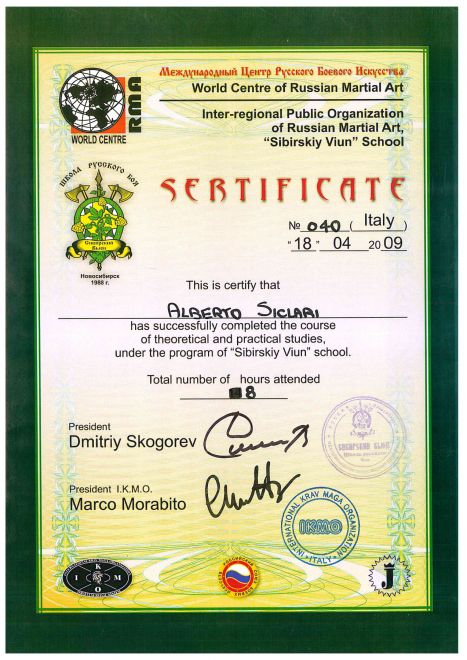 Международный Центр Русского Боевого Искусства
World Centre of Russian Martial Art
RMA
WORLD CENTRE
Inter-regional Public Organization
of Russian Martial Art,
"Sibirskiy Viun" School
ШКОЛА РУССКОГО БОЯ
Новосибирск
1988 г.
SERTIFICATE
№ 040 ( Italy )
"18" 04 2009
This is certify that
ALBERTO SICLARI
has successfully completed the course
of theoretical and practical studies,
under the program of "Sibirskiy Viun" school.
Total number of hours attended
8
President
Dmitriy Skogorev
President I.K.M.O.
Marco Morabito
INTERNATIONAL KRAV MAGA ORGANIZATION
IKMO
• ITALY •
I K M O
J